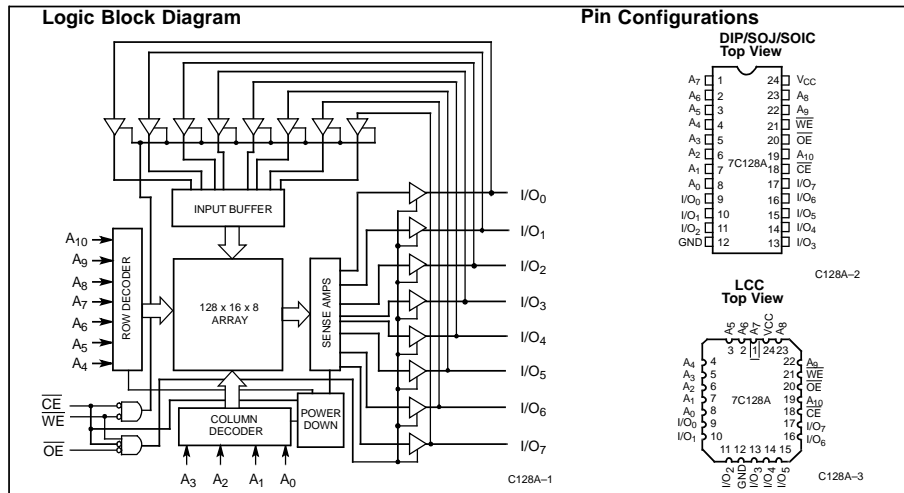 Logic Block Diagram
INPUT BUFFER
ROW DECODER
128 x 16 x 8
ARRAY
SENSE AMPS
COLUMN
DECODER
POWER
DOWN
A10
A9
A8
A7
A6
A5
A4
CE
WE
OE
A3
A2
A1
A0
I/O0
I/O1
I/O2
I/O3
I/O4
I/O5
I/O6
I/O7
C128A–1
Pin Configurations
DIP/SOJ/SOIC
Top View
A7 1 24 VCC
A6 2 23 A8
A5 3 22 A9
A4 4 21 WE
A3 5 20 OE
A2 6 19 A10
7C128A
A1 7 18 CE
A0 8 17 I/O7
I/O0 9 16 I/O6
I/O1 10 15 I/O5
I/O2 11 14 I/O4
GND 12 13 I/O3
C128A–2
LCC
Top View
A5 A6 A7 VCC A8
3 2 1 24 23
A4 4 22 A9
A3 5 21 WE
A2 6 20 OE
A1 7 7C128A 19 A10
A0 8 18 CE
I/O0 9 17 I/O7
I/O1 10 16 I/O6
11 12 13 14 15
I/O2 GND I/O3 I/O4 I/O5
C128A–3